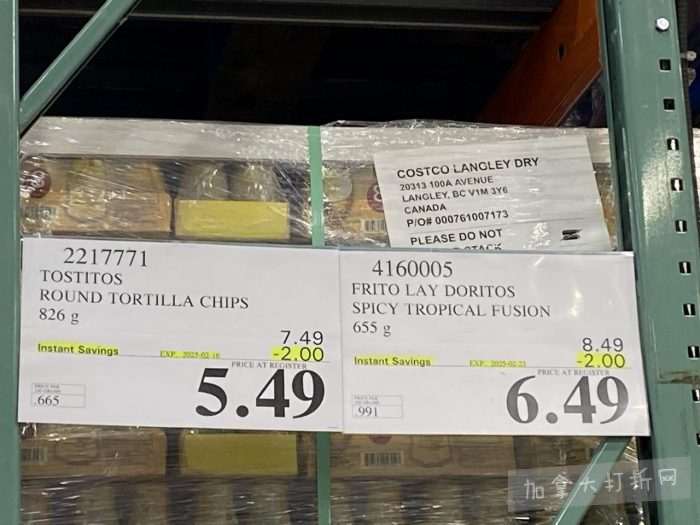 COSTCO LANGLEY DRY
20313 100A AVENUE
LANGLEY, BC V1M 3Y6
CANADA
P/O# 000761007173
PLEASE DO NOT
2217771
TOSTITOS
ROUND TORTILLA CHIPS
826 g
7.49
Instant Savings EXP. 2025-02-16 -2.00
PRICE AT REGISTER
.665
5.49
4160005
FRITO LAY DORITOS
SPICY TROPICAL FUSION
655 g
8.49
Instant Savings EXP. 2025-02-23 -2.00
PRICE AT REGISTER
.991
6.49
加拿大打折网